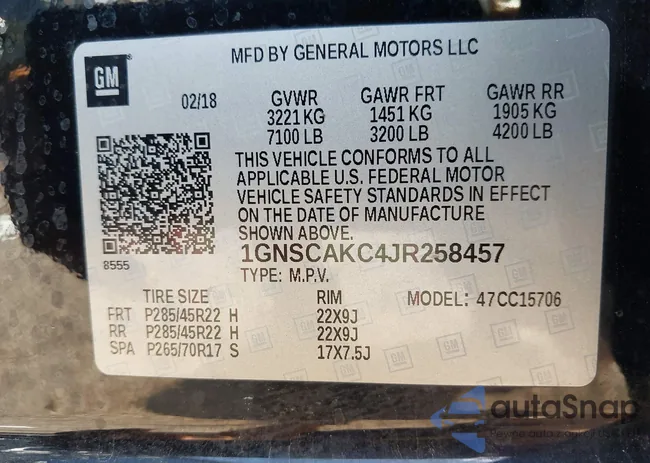 GM
MFD BY GENERAL MOTORS LLC
02/18 GVWR GAWR FRT GAWR RR
3221 KG 1451 KG 1905 KG
7100 LB 3200 LB 4200 LB
THIS VEHICLE CONFORMS TO ALL
APPLICABLE U.S. FEDERAL MOTOR
VEHICLE SAFETY STANDARDS IN EFFECT
ON THE DATE OF MANUFACTURE
SHOWN ABOVE.
8555
1GNSCAKC4JR258457
TYPE: M.P.V.
TIRE SIZE RIM MODEL: 47CC15706
FRT P285/45R22 H 22X9J
RR P285/45R22 H 22X9J
SPA P265/70R17 S 17X7.5J
autaSnap